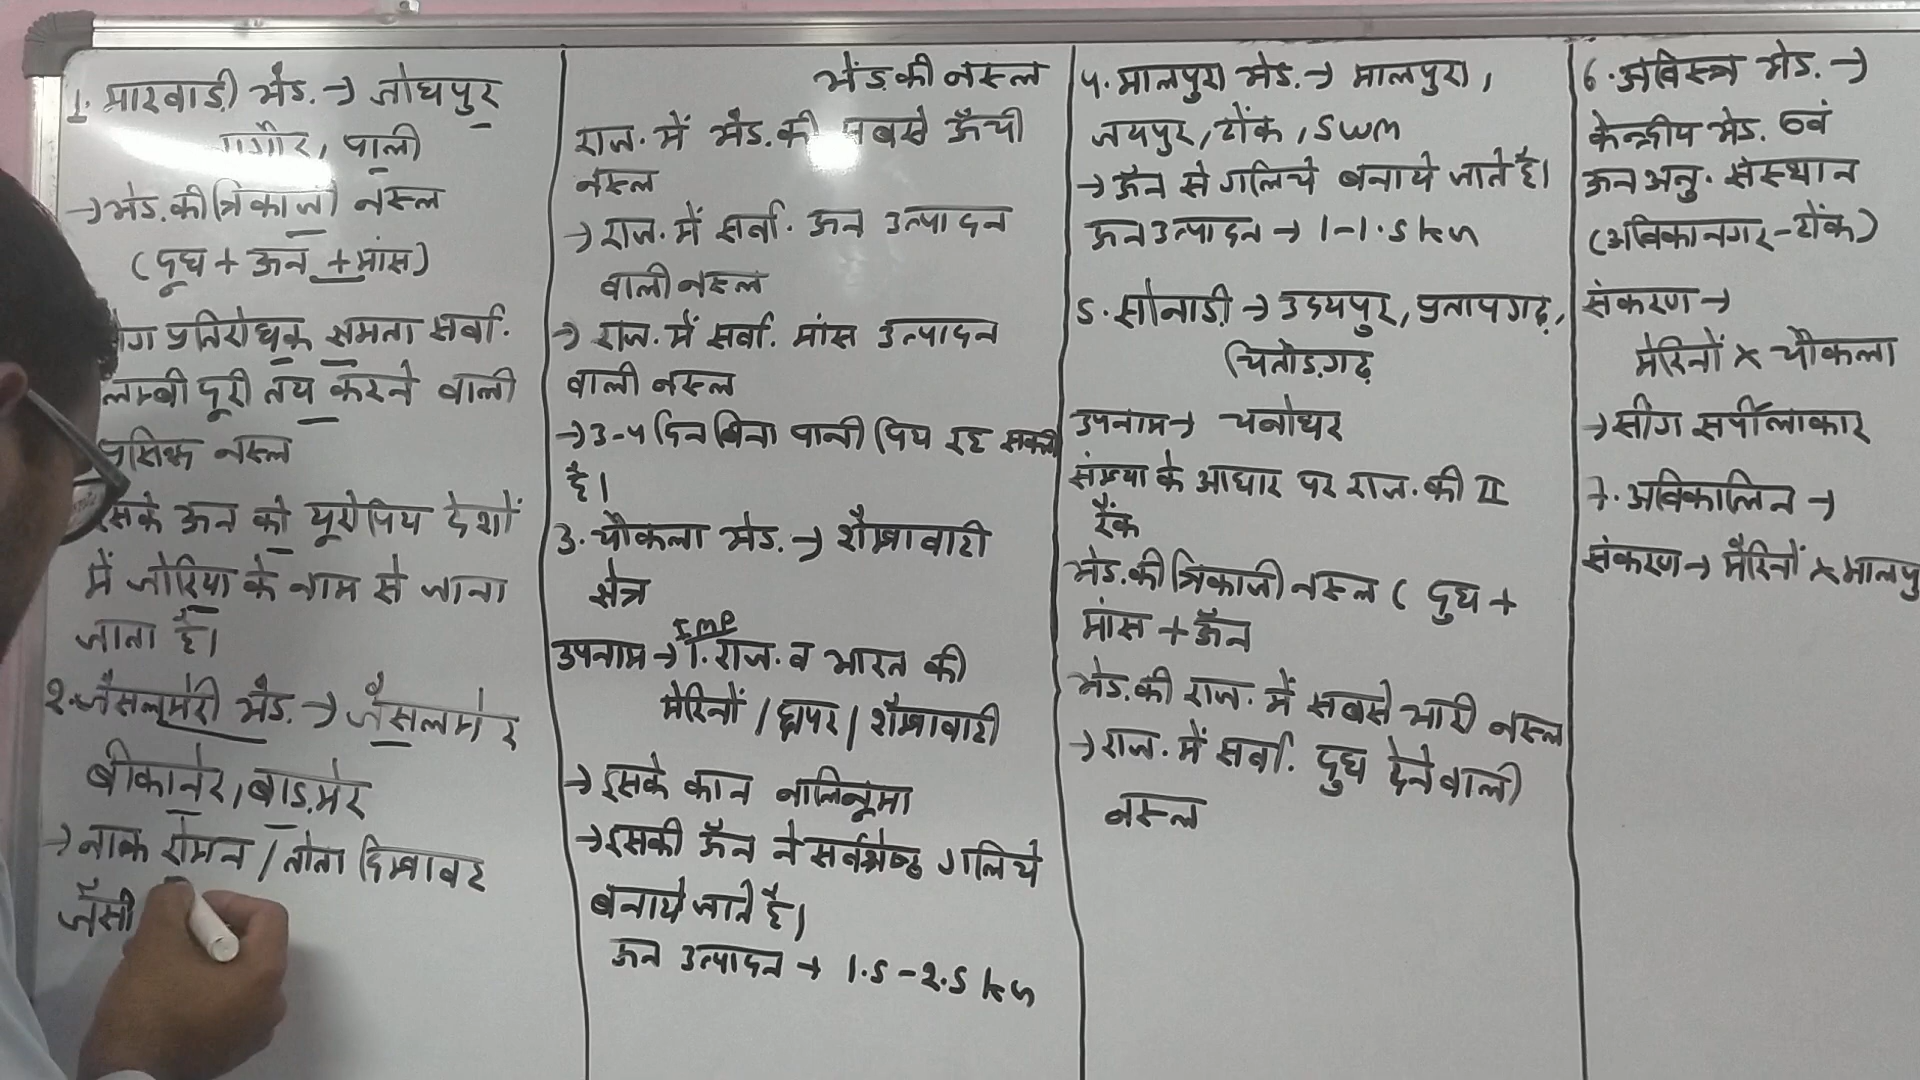 1. मारवाड़ी भेड. → जोधपुर
नागौर, पाली
→ भेड. की त्रिकाजी नस्ल
(दूध + ऊन + मांस)
प्रतिरोधक क्षमता सर्वा.
लम्बी दूरी तय करने वाली
नस्ल
ऊन को यूरोपिय देशों
में जोरिया के नाम से जाना
जाता है।
2. जैसलमेरी भेड. → जैसलमेर
बीकानेर, बाड.मेर
→ नाक रोमन / तोता दिखावट
जैसी
भेंड.की नस्ल
राज. में भेड. की सबसे ऊँची
नस्ल
→ राज. में सर्वा. ऊन उत्पादन
वाली नस्ल
→ राज. में सर्वा. मांस उत्पादन
वाली नस्ल
→ 3-4 दिन बिना पानी पिय रह सकती
है।
3. चौकला भेड. → शैखावाटी
क्षेत्र
IMP
उपनाम → 1. राज. व भारत की
मेरिनों / छापर / शैखावाटी
→ इसके कान नालिनूमा
→ इसकी ऊँन ने सर्वश्रेष्ठ गलिचे
बनाये जाते है।
ऊन उत्पादन → 1.5 - 2.5 kg
4. मालपुरा भेड. → मालपुरा,
जयपुर, टोंक, SWM
→ ऊँन से गलिचे बनाये जाते है।
ऊन उत्पादन → 1-1.5 kg
5. सोनाड़ी → उदयपुर, प्रतापगढ़,
चितोड.गढ़
उपनाम → चनोथर
संख्या के आधार पर राज. की II
रैंक
भेड. की त्रिकाजी नस्ल ( दुध +
मांस + ऊँन
भेड. की राज. में सबसे भारी नस्ल
→ राज. में सर्वा. दुध देने वाली
नस्ल
6. अविस्त्र भेड. →
केन्द्रीय भेड. एवं
ऊन अनु. संस्थान
(अविकानगर - टोंक)
संकरण →
मेरिनों × चौकला
→ सींग सर्पीलाकार
7. अविकालिन →
संकरण → मैरिनों × मालपु